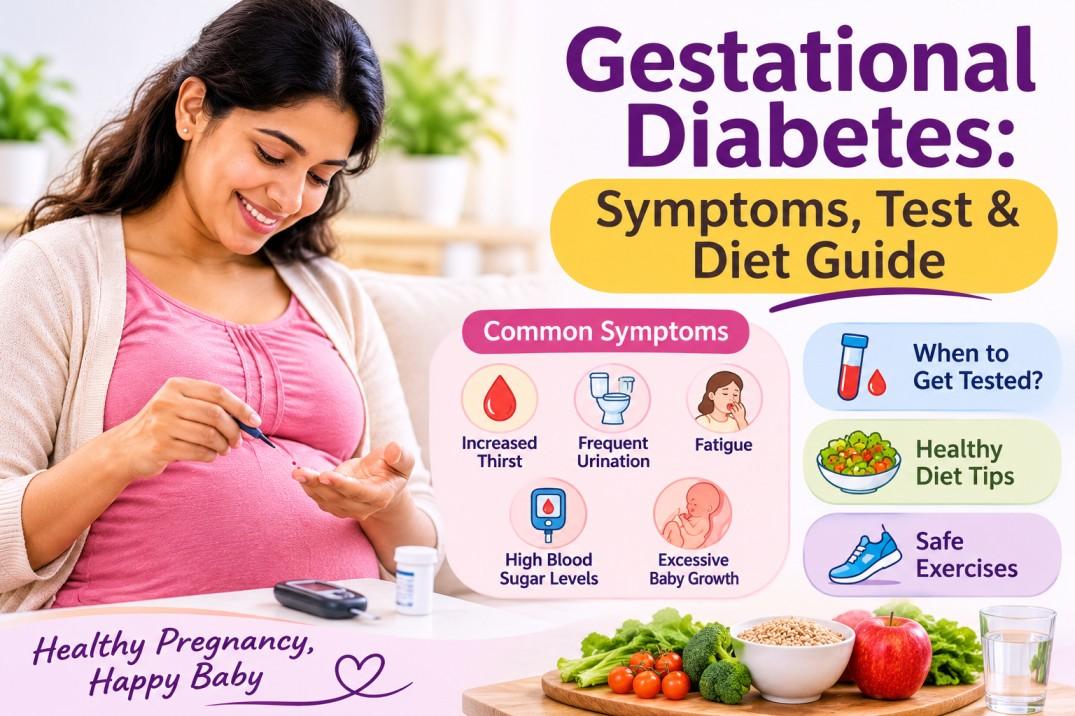 Gestational
Diabetes:
Symptoms, Test &
Diet Guide
Common Symptoms
Increased
Thirst
Frequent
Urination
Fatigue
High Blood
Sugar Levels
Excessive
Baby Growth
When to
Get Tested?
Healthy
Diet Tips
Safe
Exercises
Healthy Pregnancy,
Happy Baby